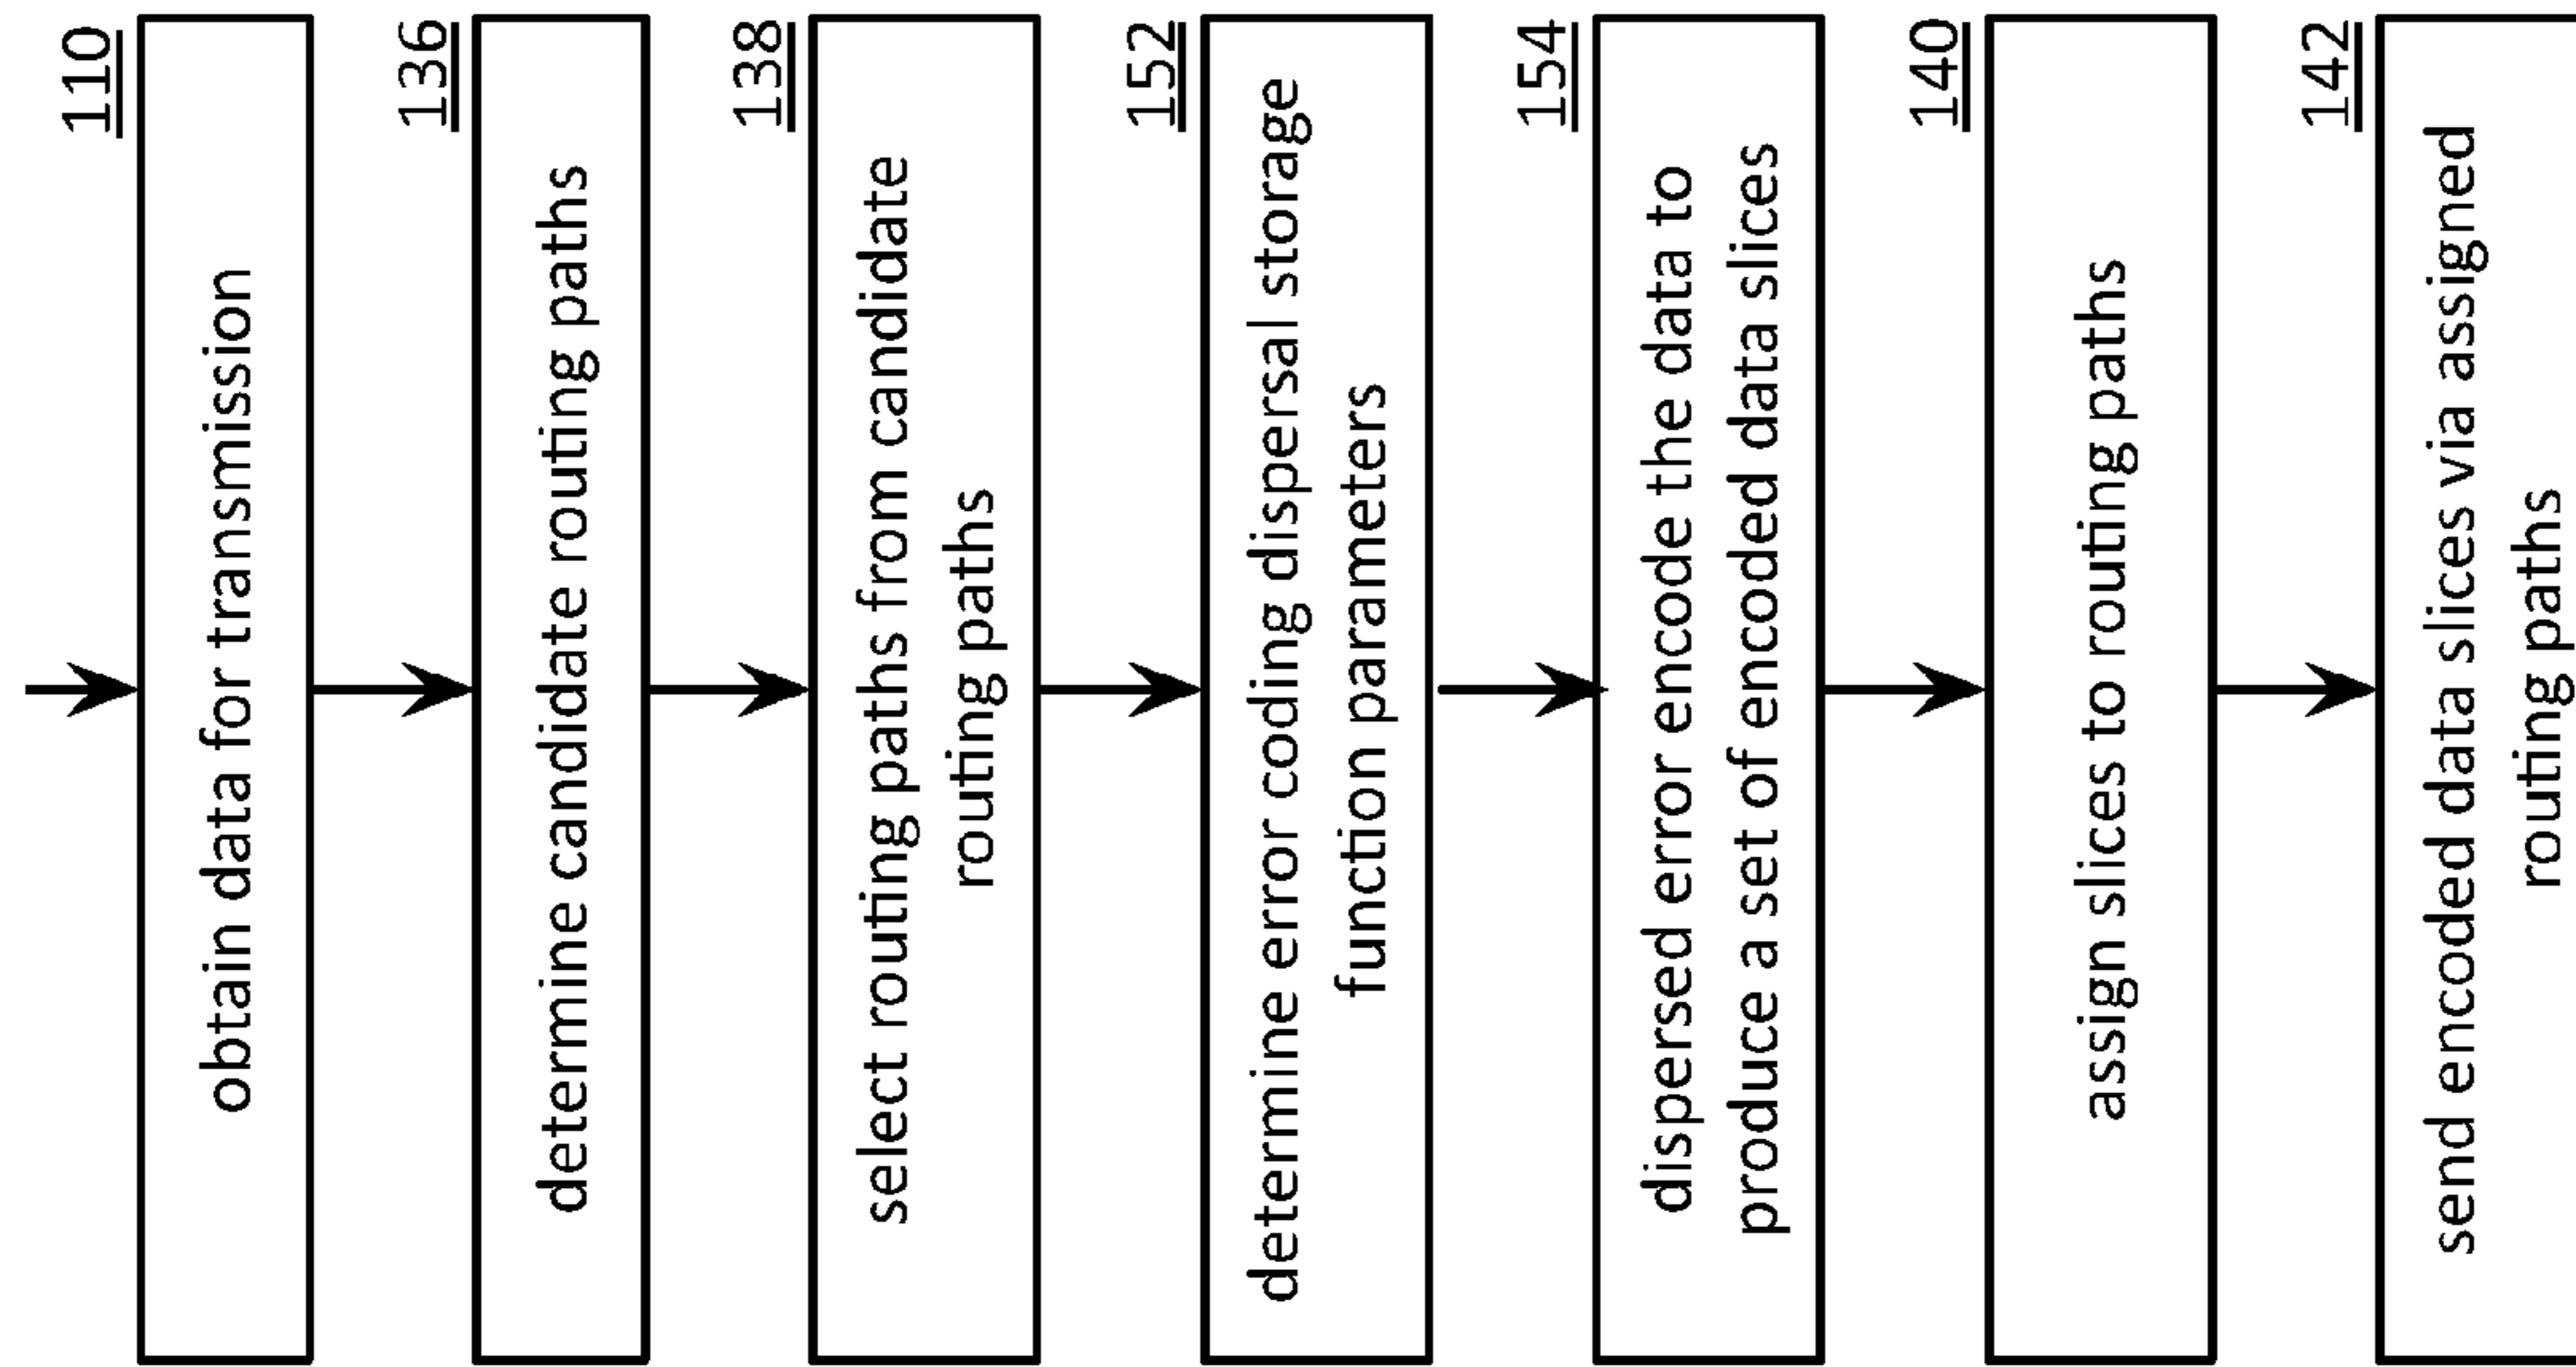 110
obtain data for transmission
136
determine candidate routing paths
138
select routing paths from candidate
routing paths
152
determine error coding dispersal storage
function parameters
154
dispersed error encode the data to
produce a set of encoded data slices
140
assign slices to routing paths
142
send encoded data slices via assigned
routing paths